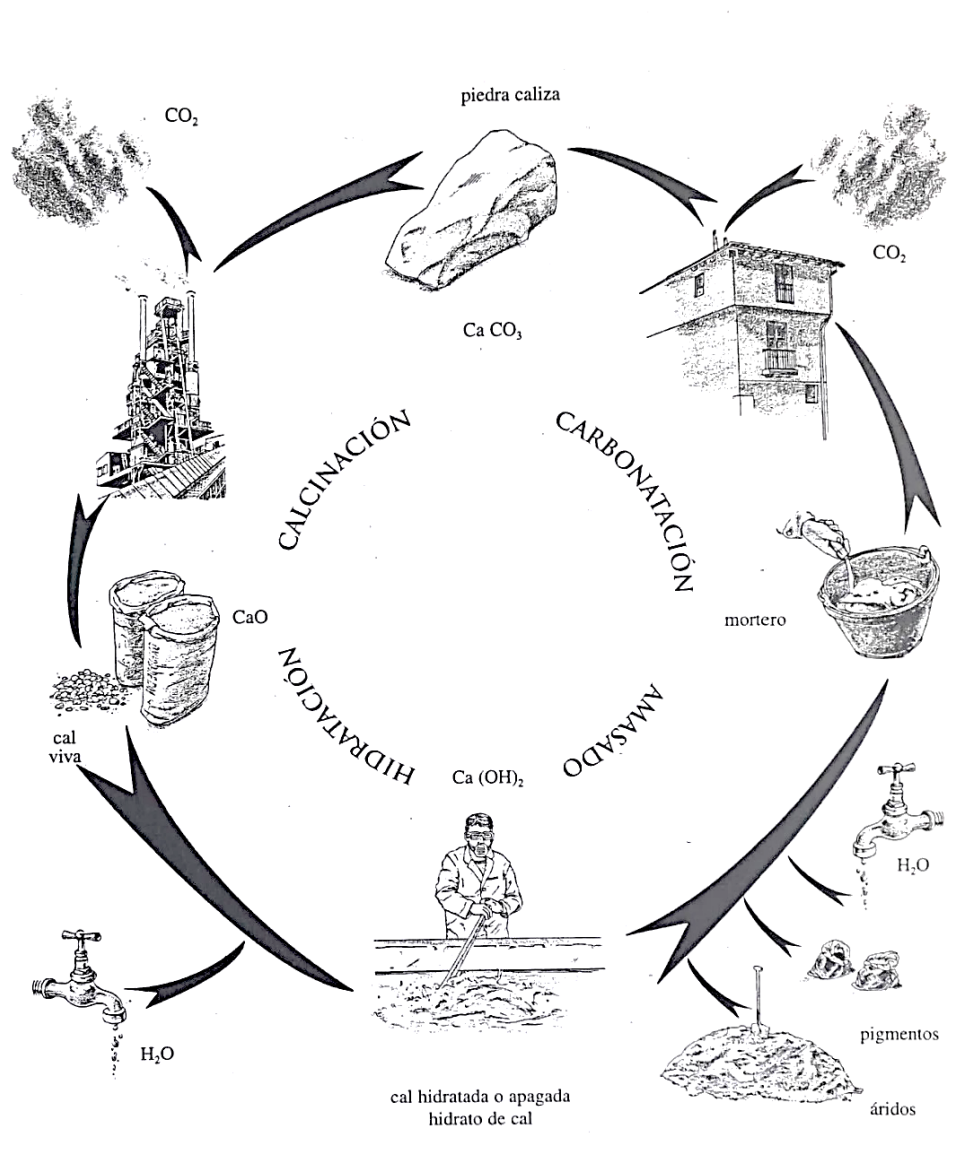 piedra caliza
CO₂
CO₂
Ca CO₃
CALCINACIÓN
CARBONATACIÓN
CaO
mortero
cal
viva
HIDRATACIÓN
AMASADO
Ca (OH)₂
H₂O
H₂O
pigmentos
cal hidratada o apagada
hidrato de cal
áridos